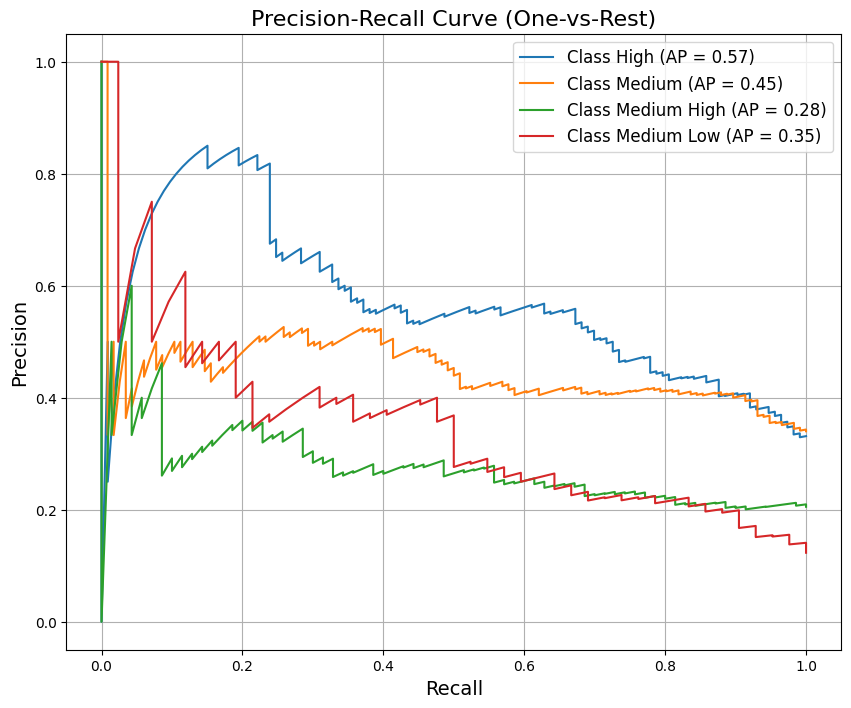 Precision-Recall Curve (One-vs-Rest)
Class High (AP = 0.57)
Class Medium (AP = 0.45)
Class Medium High (AP = 0.28)
Class Medium Low (AP = 0.35)
Precision
1.0
0.8
0.6
0.4
0.2
0.0
0.0 0.2 0.4 0.6 0.8 1.0
Recall